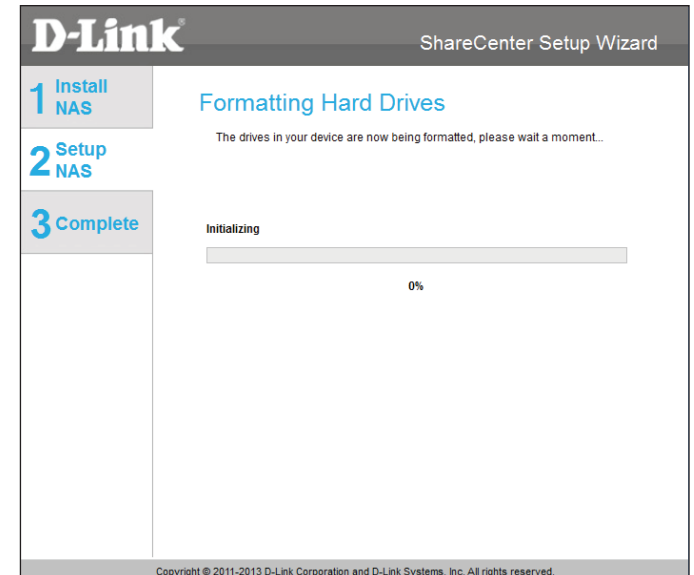 D-Link®
ShareCenter Setup Wizard
1 Install
NAS
2 Setup
NAS
3 Complete
Formatting Hard Drives
The drives in your device are now being formatted, please wait a moment...
Initializing
0%
Copyright © 2011-2013 D-Link Corporation and D-Link Systems, Inc. All rights reserved.